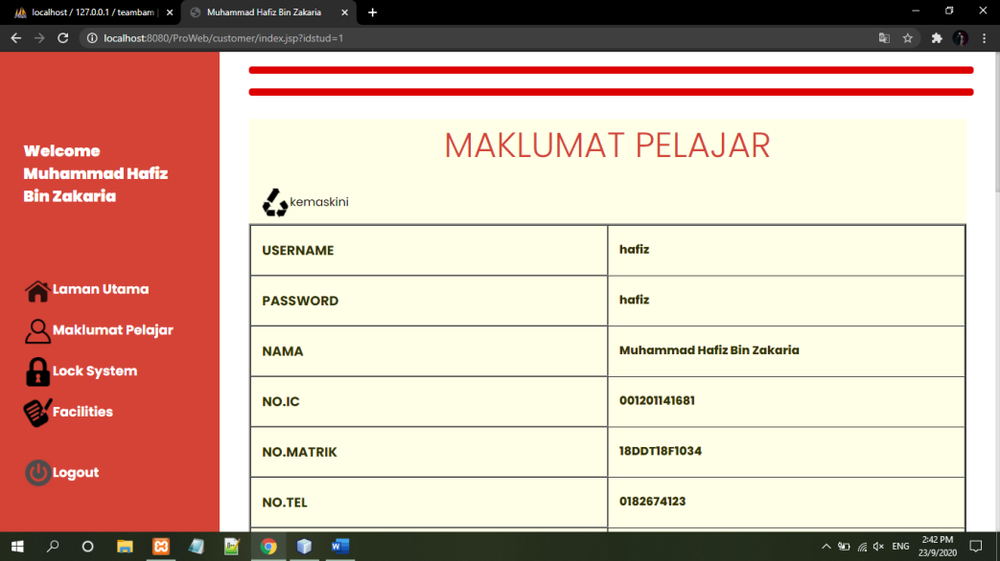 localhost / 127.0.0.1 / teambam |
Muhammad Hafiz Bin Zakaria
localhost:8080/ProWeb/customer/index.jsp?idstud=1
Welcome
Muhammad Hafiz
Bin Zakaria
Laman Utama
Maklumat Pelajar
Lock System
Facilities
Logout
MAKLUMAT PELAJAR
kemaskini
USERNAME hafiz
PASSWORD hafiz
NAMA Muhammad Hafiz Bin Zakaria
NO.IC 001201141681
NO.MATRIK 18DDT18F1034
NO.TEL 0182674123
ENG
2:42 PM
23/9/2020